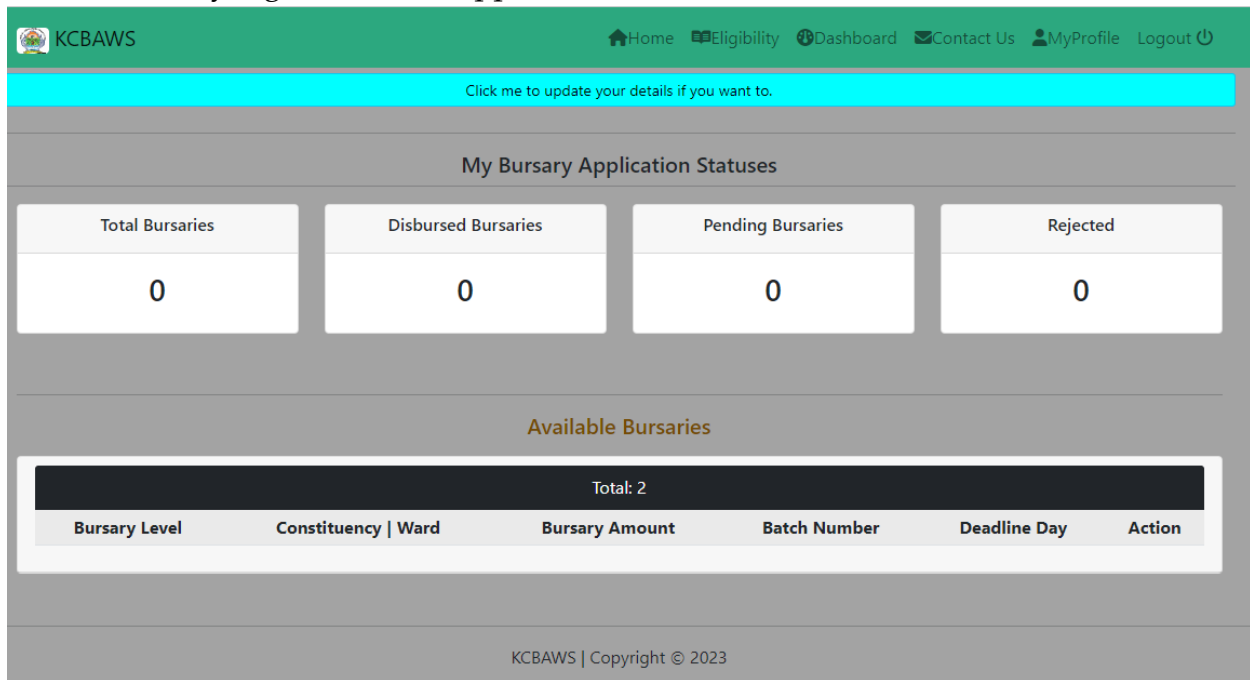 KCBAWS Home Eligibility Dashboard Contact Us MyProfile Logout
Click me to update your details if you want to.
My Bursary Application Statuses
Total Bursaries Disbursed Bursaries Pending Bursaries Rejected
0 0 0 0
Available Bursaries
Total: 2
Bursary Level Constituency | Ward Bursary Amount Batch Number Deadline Day Action
KCBAWS | Copyright © 2023